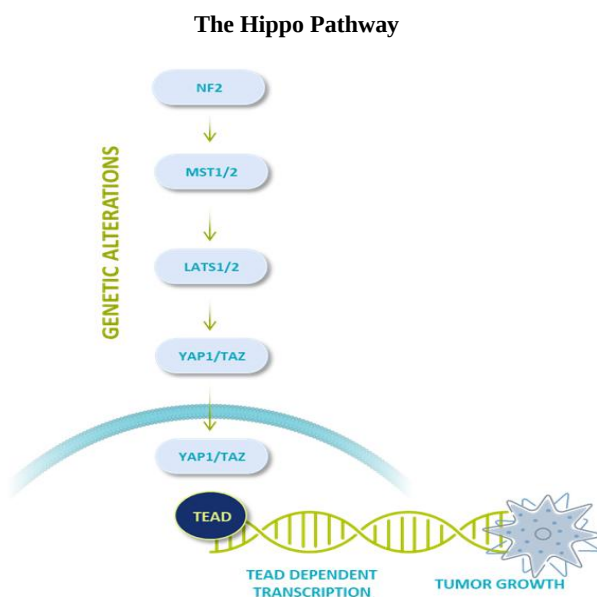 The Hippo Pathway
NF2
MST1/2
GENETIC ALTERATIONS
LATS1/2
YAP1/TAZ
YAP1/TAZ
TEAD
TEAD DEPENDENT
TRANSCRIPTION
TUMOR GROWTH